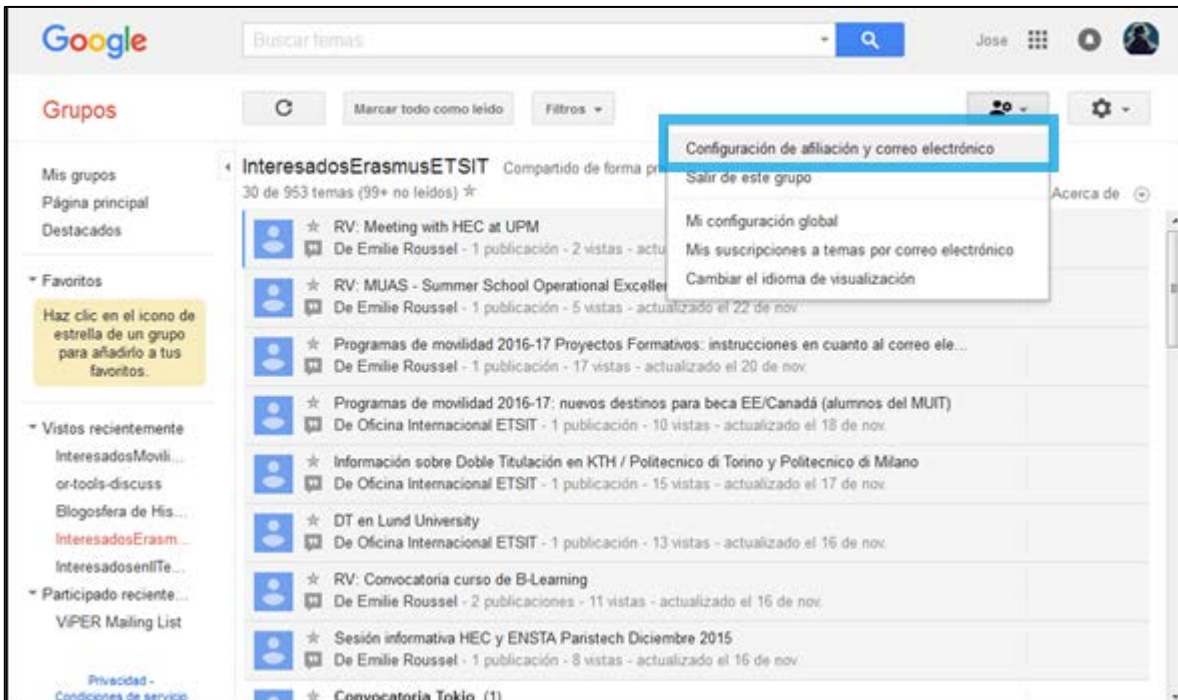 Google
Buscar temas
Jose
Grupos
Marcar todo como leído
Filtros
Configuración de afiliación y correo electrónico
Salir de este grupo
Mi configuración global
Mis suscripciones a temas por correo electrónico
Cambiar el idioma de visualización
Mis grupos
Página principal
Destacados
Favoritos
Haz clic en el icono de
estrella de un grupo
para añadirlo a tus
favoritos.
Vistos recientemente
InteresadosMovili...
or-tools-discuss
Blogosfera de His...
InteresadosErasm...
InteresadosenIITe...
Participado reciente...
ViPER Mailing List
Privacidad -
Condiciones de servicio
InteresadosErasmusETSIT Compartido de forma
30 de 953 temas (99+ no leídos)
Acerca de
RV: Meeting with HEC at UPM
De Emilie Roussel - 1 publicación - 2 vistas -
RV: MUAS - Summer School Operational
De Emilie Roussel - 1 publicación - 5 vistas - actualizado el 22 de nov.
Programas de movilidad 2016-17 Proyectos Formativos: instrucciones en cuanto al correo ele...
De Emilie Roussel - 1 publicación - 17 vistas - actualizado el 20 de nov.
Programas de movilidad 2016-17: nuevos destinos para beca EE/Canadá (alumnos del MUIT)
De Oficina Internacional ETSIT - 1 publicación - 10 vistas - actualizado el 18 de nov.
Información sobre Doble Titulación en KTH / Politecnico di Torino y Politecnico di Milano
De Oficina Internacional ETSIT - 1 publicación - 15 vistas - actualizado el 17 de nov.
DT en Lund University
De Oficina Internacional ETSIT - 1 publicación - 13 vistas - actualizado el 16 de nov.
RV: Convocatoria curso de B-Learning
De Emilie Roussel - 2 publicaciones - 11 vistas - actualizado el 16 de nov.
Sesión informativa HEC y ENSTA Paristech Diciembre 2015
De Emilie Roussel - 1 publicación - 8 vistas - actualizado el 16 de nov.
Convocatoria Tokio (1)